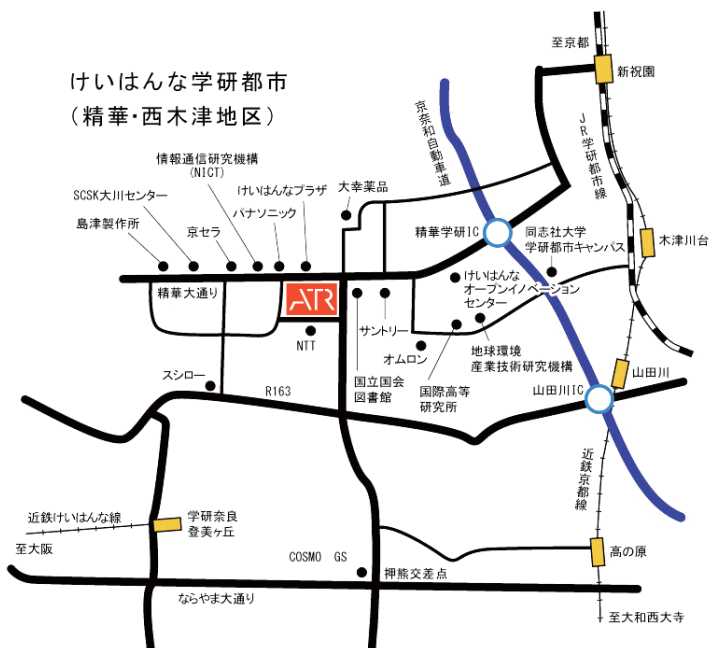 至京都
新祝園
けいはんな学研都市
(精華・西木津地区)
京奈和自動車道
JR学研都市線
情報通信研究機構
(NICT)
SCSK大川センター
けいはんなプラザ
大幸薬品
島津製作所
京セラ
パナソニック
精華学研IC
同志社大学
学研都市キャンパス
木津川台
けいはんな
オープンイノベーション
センター
精華大通り
ATR
サントリー
NTT
オムロン
地球環境
産業技術研究機構
スシロー
R163
国立国会
図書館
国際高等
研究所
山田川
山田川IC
近鉄京都線
近鉄けいはんな線
学研奈良
登美ヶ丘
至大阪
COSMO GS
押熊交差点
高の原
ならやま大通り
至大和西大寺